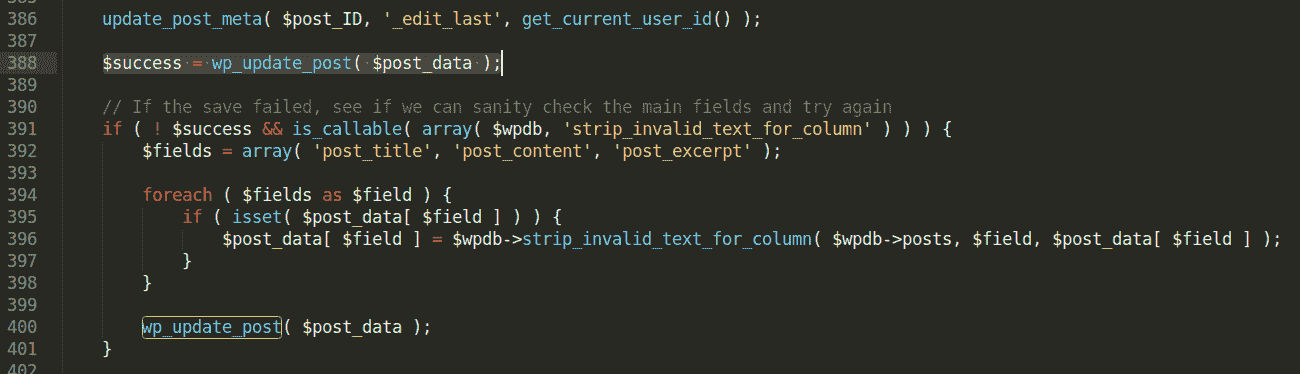 386 update_post_meta( $post_ID, '_edit_last', get_current_user_id() );
387
388 $success = wp_update_post( $post_data );
389
390 // If the save failed, see if we can sanity check the main fields and try again
391 if ( ! $success && is_callable( array( $wpdb, 'strip_invalid_text_for_column' ) ) ) {
392 $fields = array( 'post_title', 'post_content', 'post_excerpt' );
393
394 foreach ( $fields as $field ) {
395 if ( isset( $post_data[ $field ] ) ) {
396 $post_data[ $field ] = $wpdb->strip_invalid_text_for_column( $wpdb->posts, $field, $post_data[ $field ] );
397 }
398 }
399
400 wp_update_post( $post_data );
401 }
402